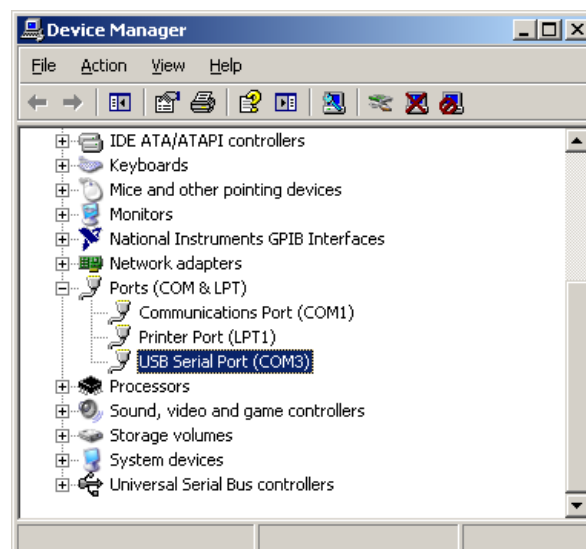 Device Manager
File Action View Help
IDE ATA/ATAPI controllers
Keyboards
Mice and other pointing devices
Monitors
National Instruments GPIB Interfaces
Network adapters
Ports (COM & LPT)
Communications Port (COM1)
Printer Port (LPT1)
USB Serial Port (COM3)
Processors
Sound, video and game controllers
Storage volumes
System devices
Universal Serial Bus controllers